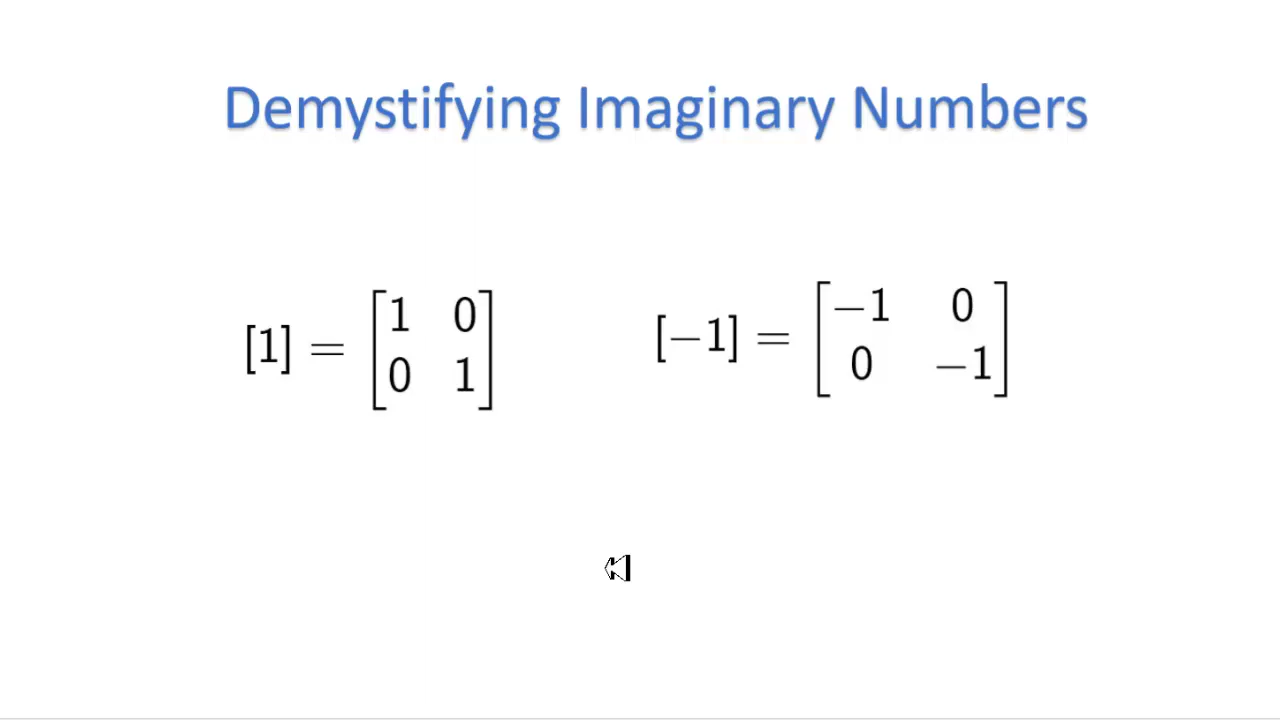 Demystifying Imaginary Numbers
[1] = [1 0
0 1]
[−1] = [−1 0
0 −1]